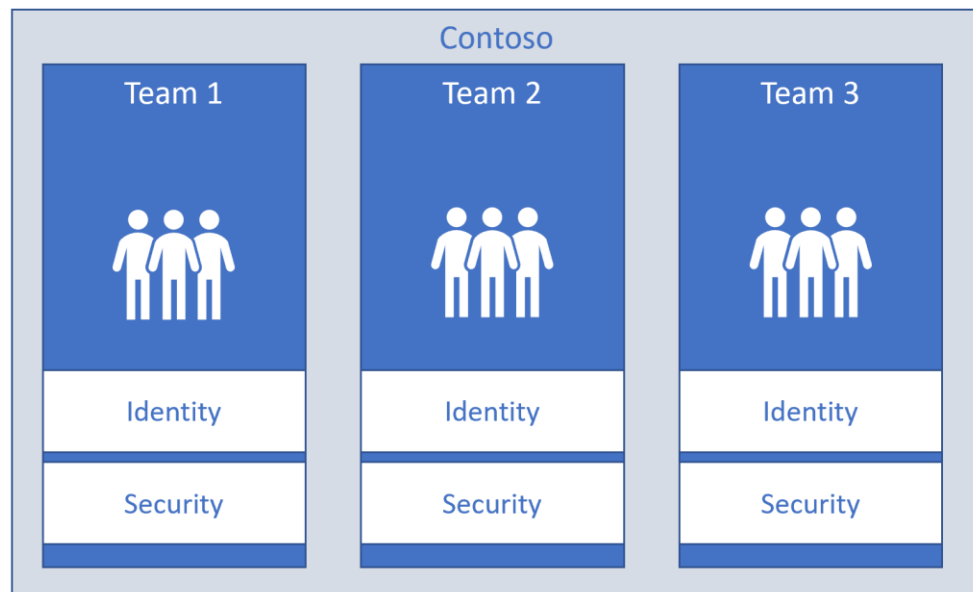 Contoso
Team 1
Team 2
Team 3
Identity
Identity
Identity
Security
Security
Security